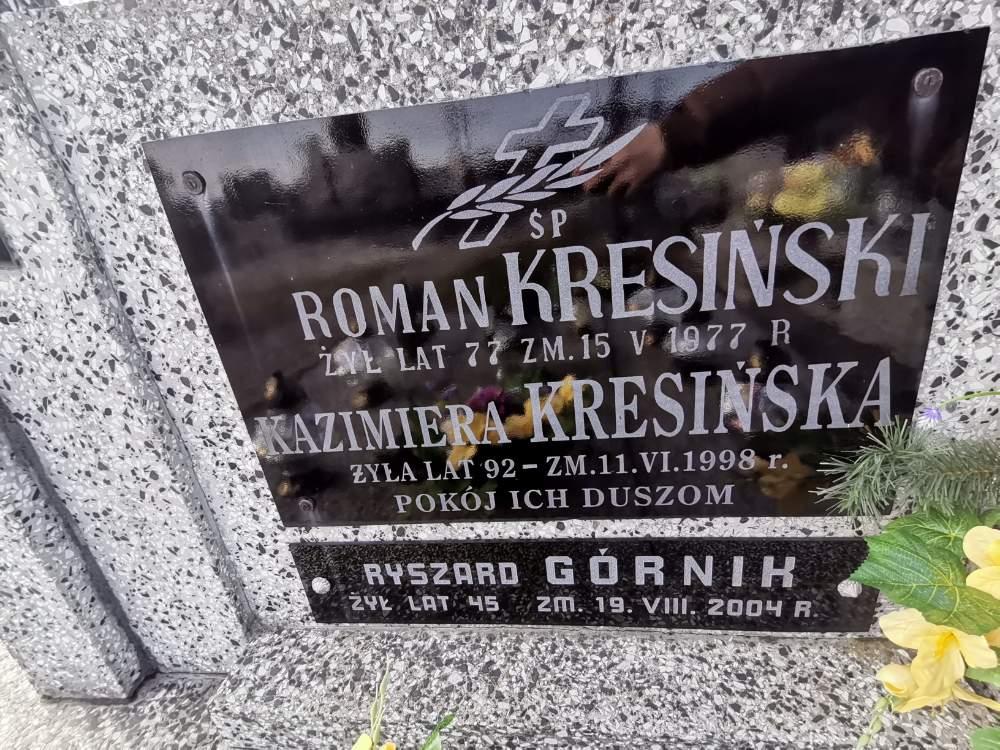 ŚP
ROMAN KRESIŃSKI
ŻYŁ LAT 77 ZM. 15 V 1977 R
KAZIMIERA KRESIŃSKA
ŻYŁA LAT 92 – ZM. 11. VI. 1998 r.
POKÓJ ICH DUSZOM
RYSZARD GÓRNIK
ŻYŁ LAT 45 ZM. 19. VIII. 2004 R.